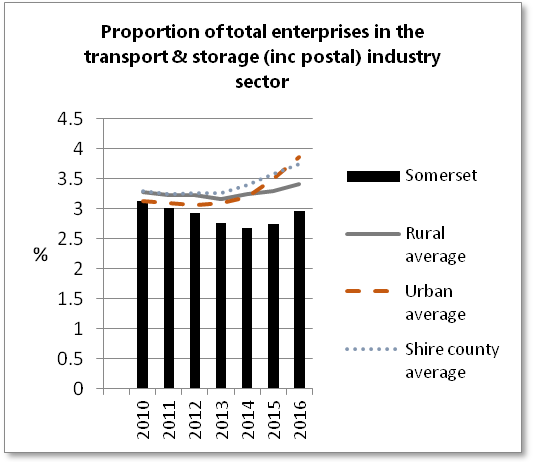 Proportion of total enterprises in the
transport & storage (inc postal) industry
sector
4.5
4
3.5
3
2.5
2
1.5
1
0.5
0
%
2010
2011
2012
2013
2014
2015
2016
Somerset
Rural
average
Urban
average
Shire county
average